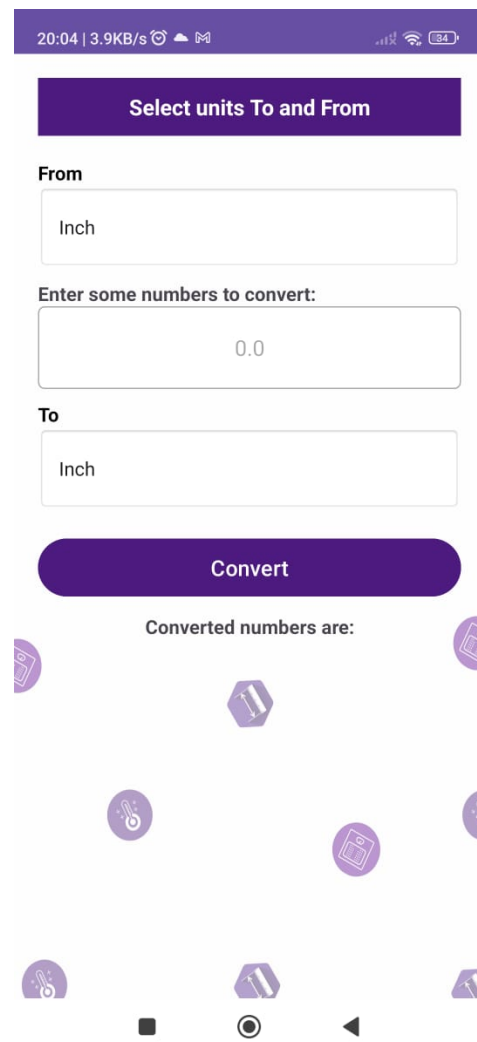 20:04 | 3.9KB/s
34
Select units To and From
From
Inch
Enter some numbers to convert:
0.0
To
Inch
Convert
Converted numbers are: